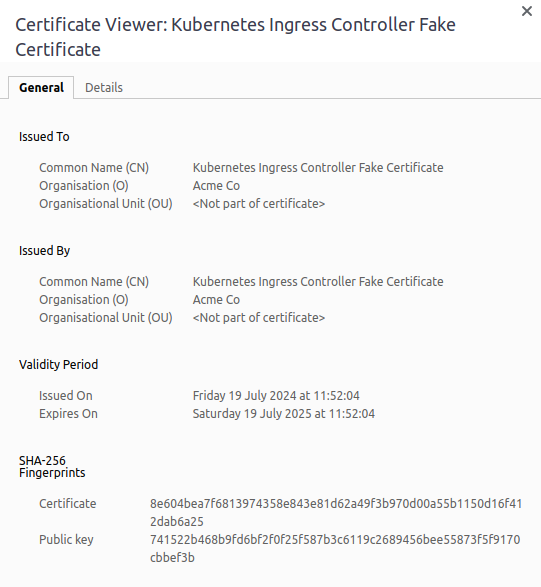 Certificate Viewer: Kubernetes Ingress Controller Fake
Certificate
General
Details
Issued To
Common Name (CN) Kubernetes Ingress Controller Fake Certificate
Organisation (O) Acme Co
Organisational Unit (OU) <Not part of certificate>
Issued By
Common Name (CN) Kubernetes Ingress Controller Fake Certificate
Organisation (O) Acme Co
Organisational Unit (OU) <Not part of certificate>
Validity Period
Issued On Friday 19 July 2024 at 11:52:04
Expires On Saturday 19 July 2025 at 11:52:04
SHA-256
Fingerprints
Certificate 8e604bea7f6813974358e843e81d62a49f3b970d00a55b1150d16f41
2dab6a25
Public key 741522b468b9fd6bf2f0f25f587b3c6119c2689456bee55873f5f9170
cbbef3b